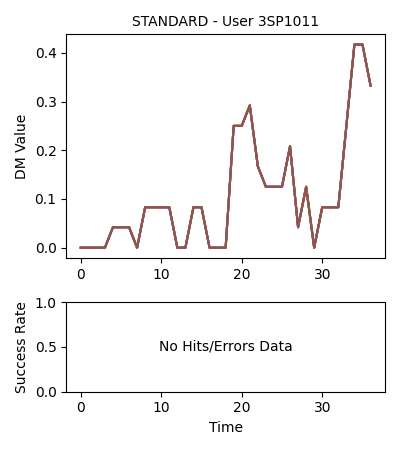 STANDARD - User 3SP1011
DM Value
0.4
0.3
0.2
0.1
0.0
0 10 20 30
Success Rate
1.0
0.5
0.0
No Hits/Errors Data
0 10 20 30
Time